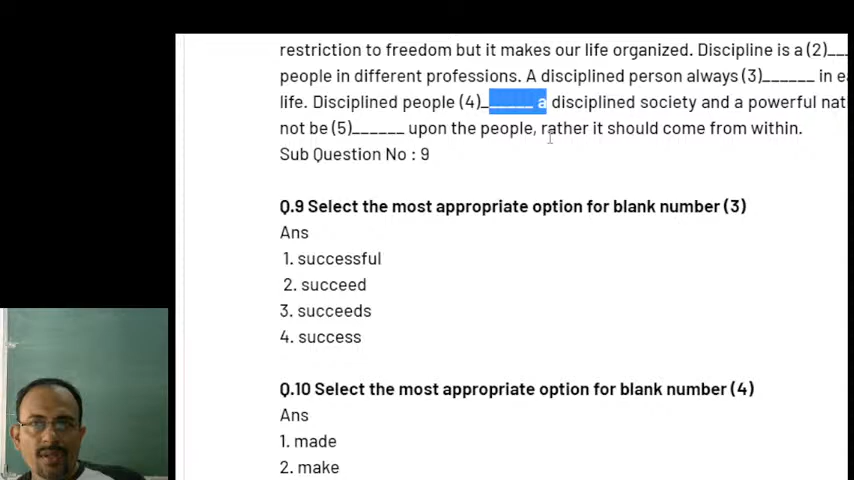 restriction to freedom but it makes our life organized. Discipline is a (2)__
people in different professions. A disciplined person always (3)______ in
life. Disciplined people (4)______ a disciplined society and a powerful
not be (5)______ upon the people, rather it should come from within.
Sub Question No : 9
Q.9 Select the most appropriate option for blank number (3)
Ans
1. successful
2. succeed
3. succeeds
4. success
Q.10 Select the most appropriate option for blank number (4)
Ans
1. made
2. make